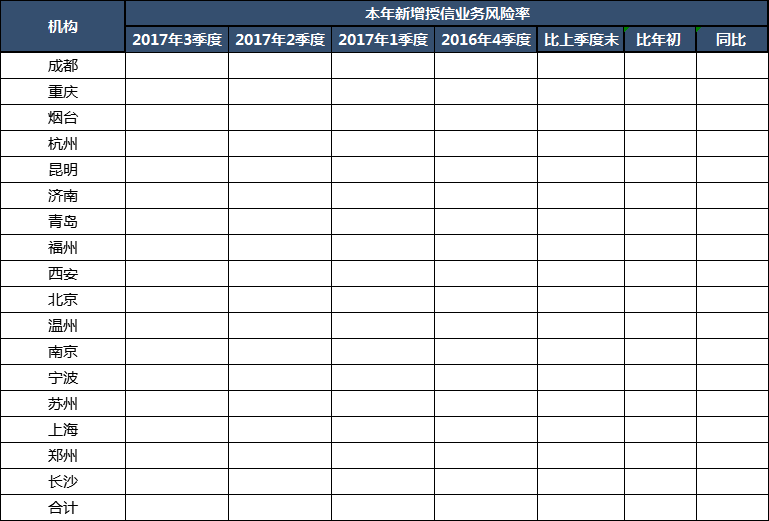 机构
本年新增授信业务风险率
2017年3季度 2017年2季度 2017年1季度 2016年4季度 比上季度末 比年初 同比
成都
重庆
烟台
杭州
昆明
济南
青岛
福州
西安
北京
温州
南京
宁波
苏州
上海
郑州
长沙
合计